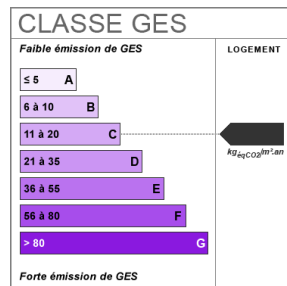 CLASSE GES
Faible émission de GES
LOGEMENT
≤ 5 A
6 à 10 B
11 à 20 C
kgéqCO2/m².an
21 à 35 D
36 à 55 E
56 à 80 F
> 80 G
Forte émission de GES